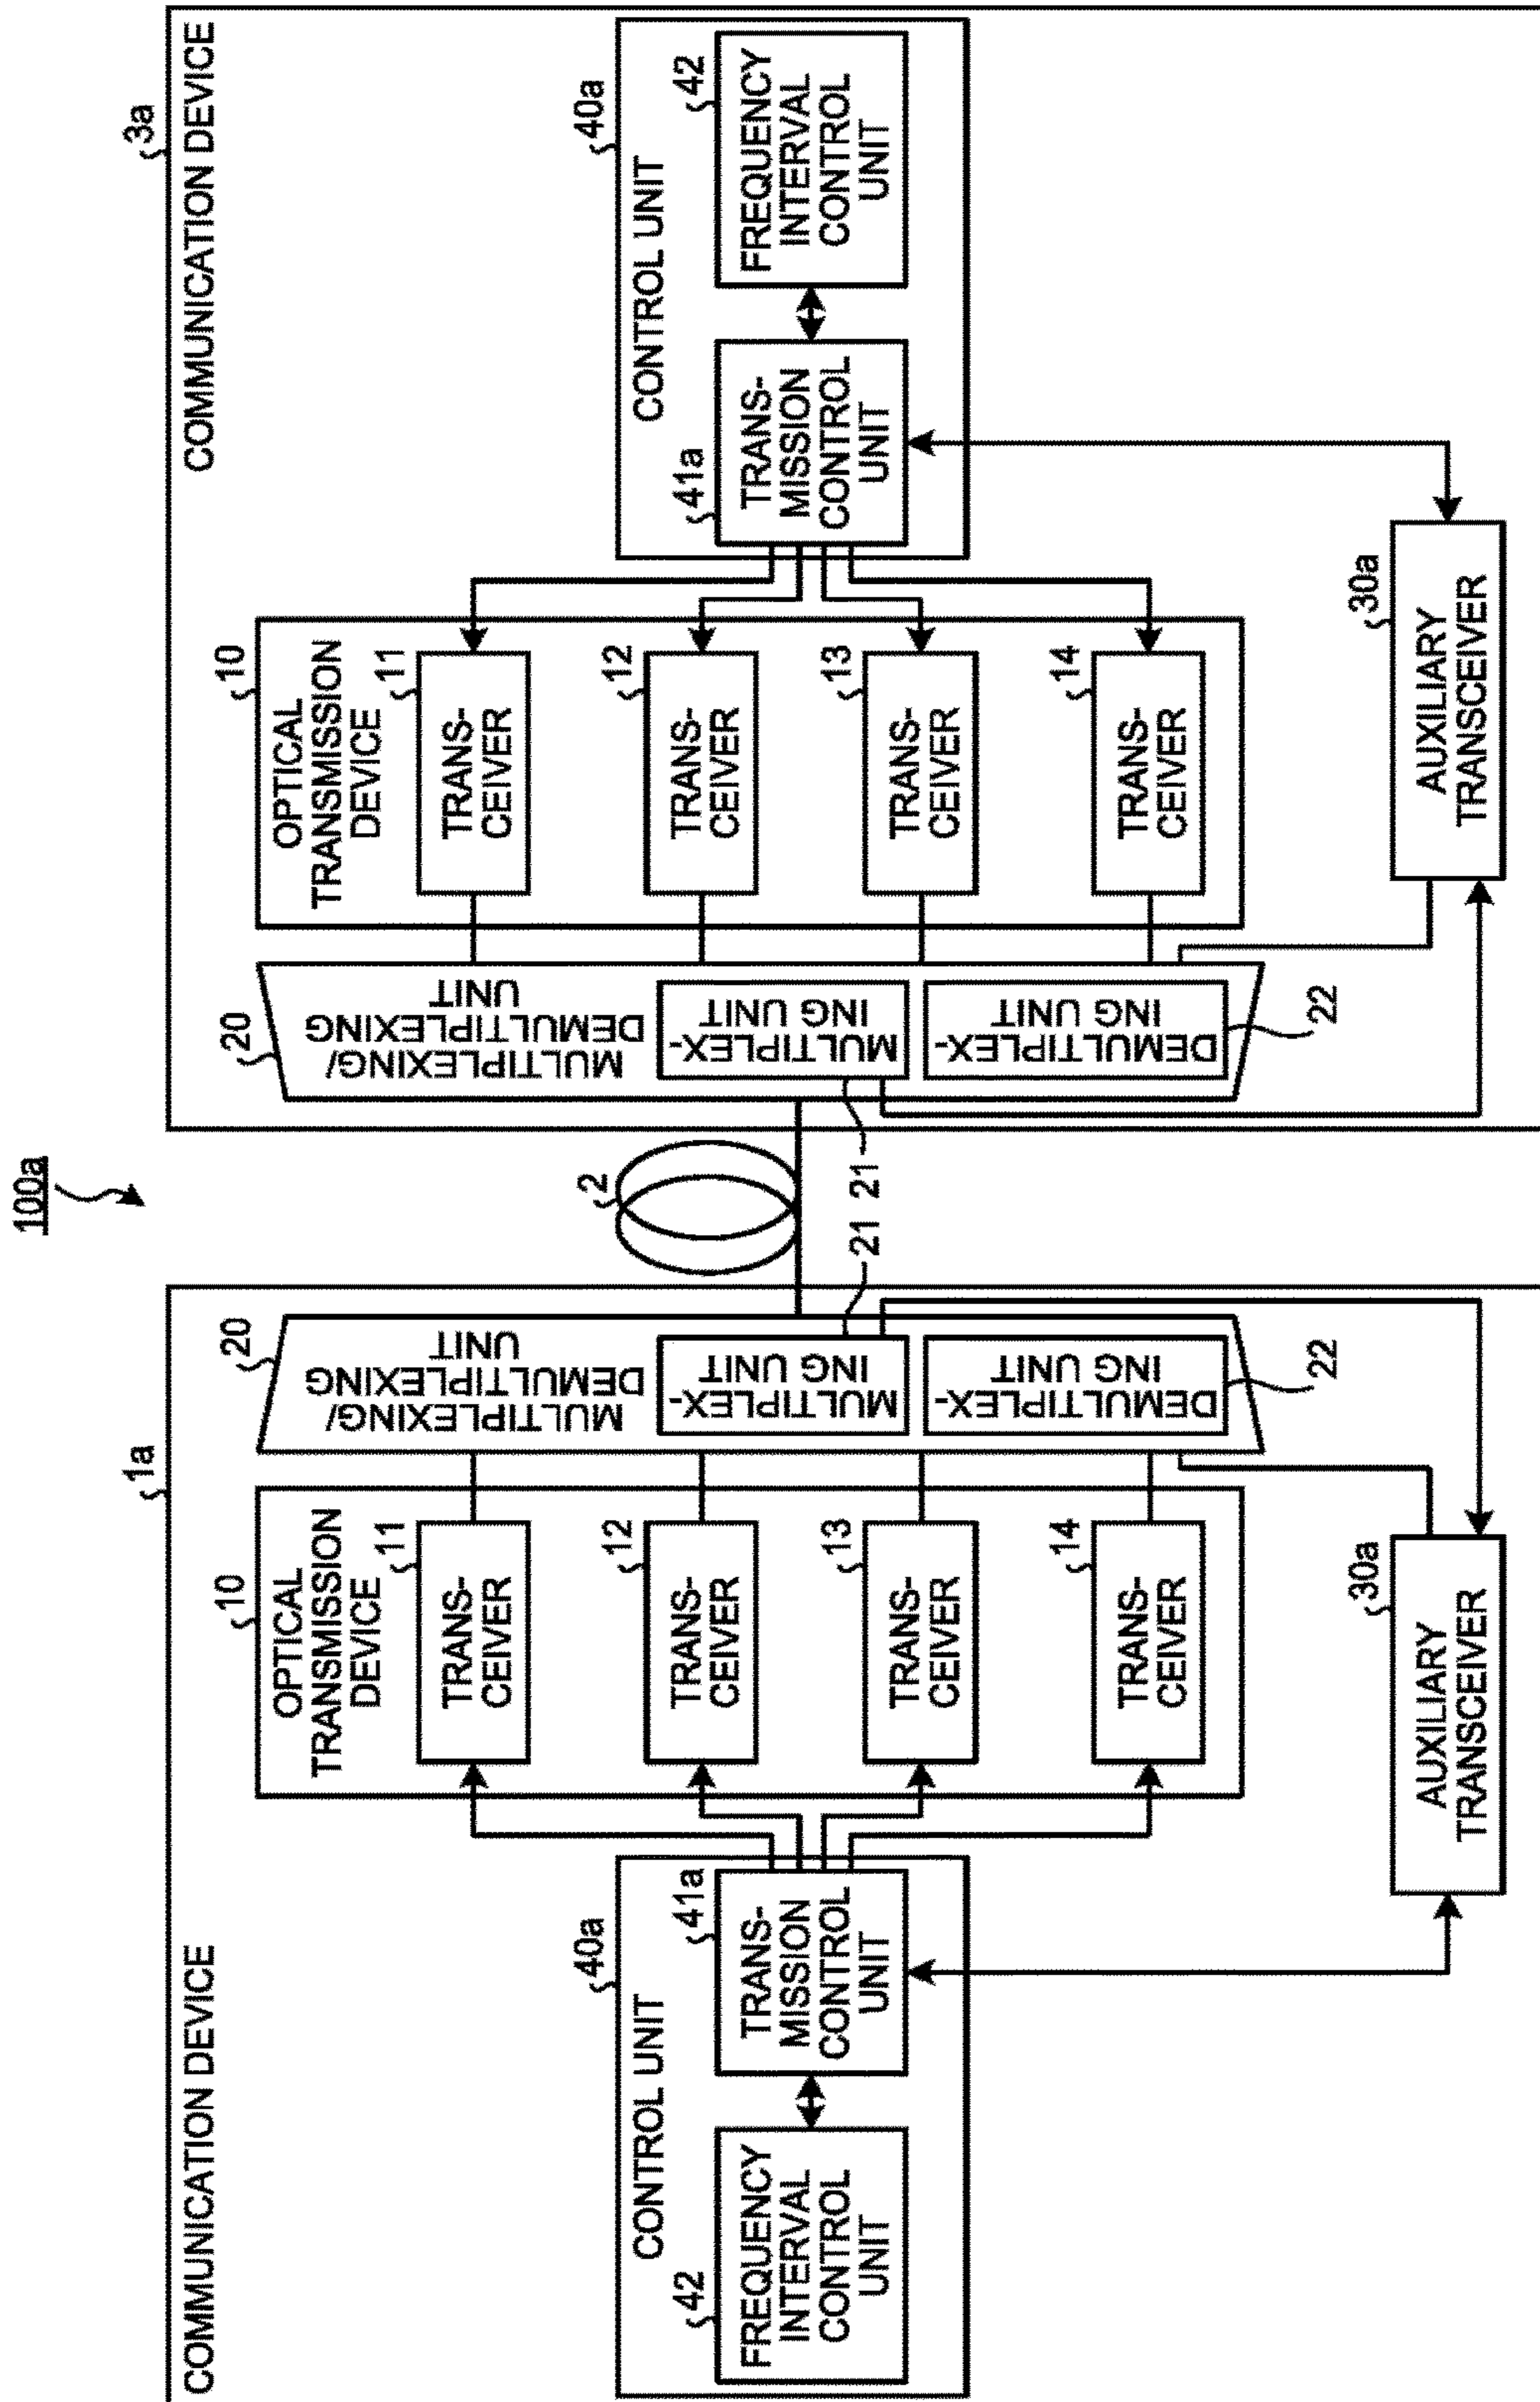 100a
COMMUNICATION DEVICE
1a
CONTROL UNIT
40a
FREQUENCY
INTERVAL
CONTROL
UNIT
42
TRANS-
MISSION
CONTROL
UNIT
41a
OPTICAL
TRANSMISSION
DEVICE
10
TRANS-
CEIVER
11
TRANS-
CEIVER
12
TRANS-
CEIVER
13
TRANS-
CEIVER
14
MULTIPLEXING/
DEMULTIPLEXING
UNIT
20
MULTIPLEX-
ING UNIT
21
DEMULTIPLEX-
ING UNIT
22
AUXILIARY
TRANSCEIVER
30a
2
COMMUNICATION DEVICE
3a
MULTIPLEXING/
DEMULTIPLEXING
UNIT
20
MULTIPLEX-
ING UNIT
21
DEMULTIPLEX-
ING UNIT
22
OPTICAL
TRANSMISSION
DEVICE
10
TRANS-
CEIVER
11
TRANS-
CEIVER
12
TRANS-
CEIVER
13
TRANS-
CEIVER
14
CONTROL UNIT
40a
TRANS-
MISSION
CONTROL
UNIT
41a
FREQUENCY
INTERVAL
CONTROL
UNIT
42
AUXILIARY
TRANSCEIVER
30a